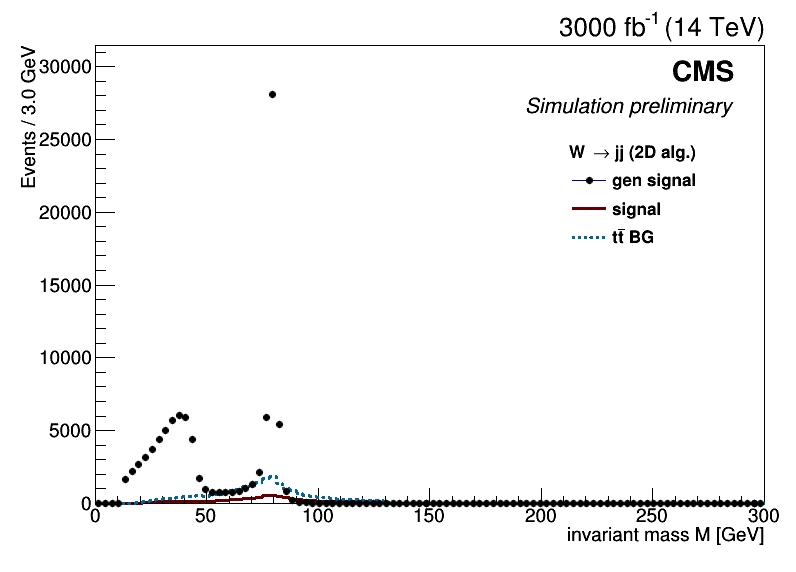 3000 fb⁻¹ (14 TeV)
Events / 3.0 GeV
CMS
Simulation preliminary
W → jj (2D alg.)
gen signal
signal
tt̄ BG
30000
25000
20000
15000
10000
5000
0
0 50 100 150 200 250 300
invariant mass M [GeV]